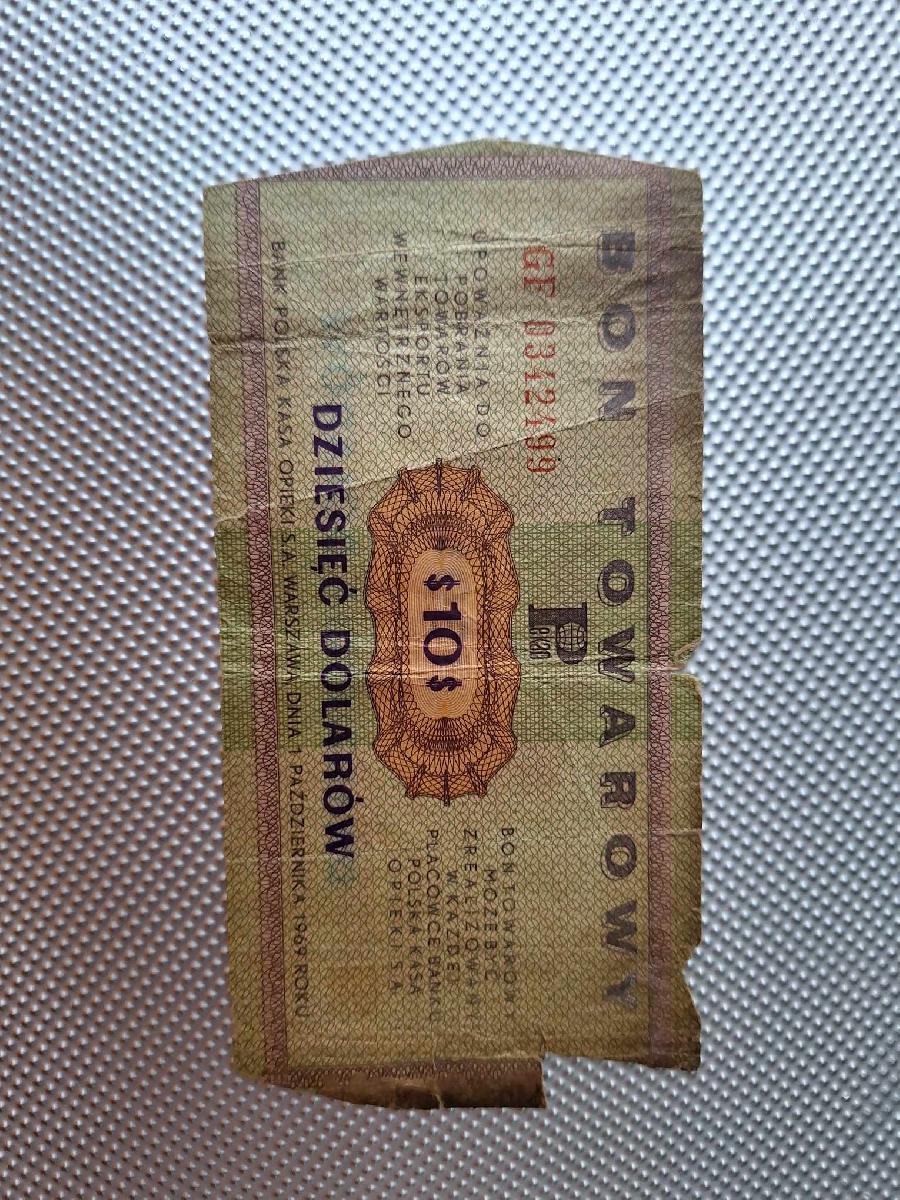 BON TOWAROWY
GF 0342499
PeKaO
UPOWAŻNIA DO
POBRANIA
TOWARÓW
EKSPORTU
WEWNĘTRZNEGO
WARTOŚCI
$10$
BON TOWAROWY
MOŻE BYĆ
ZREALIZOWANY
W KAŻDEJ
PLACÓWCE BANKU
POLSKA KASA
OPIEKI S.A.
DZIESIĘĆ DOLARÓW
BANK POLSKA KASA OPIEKI S.A. WARSZAWA DNIA 1 PAŹDZIERNIKA 1969 ROKU